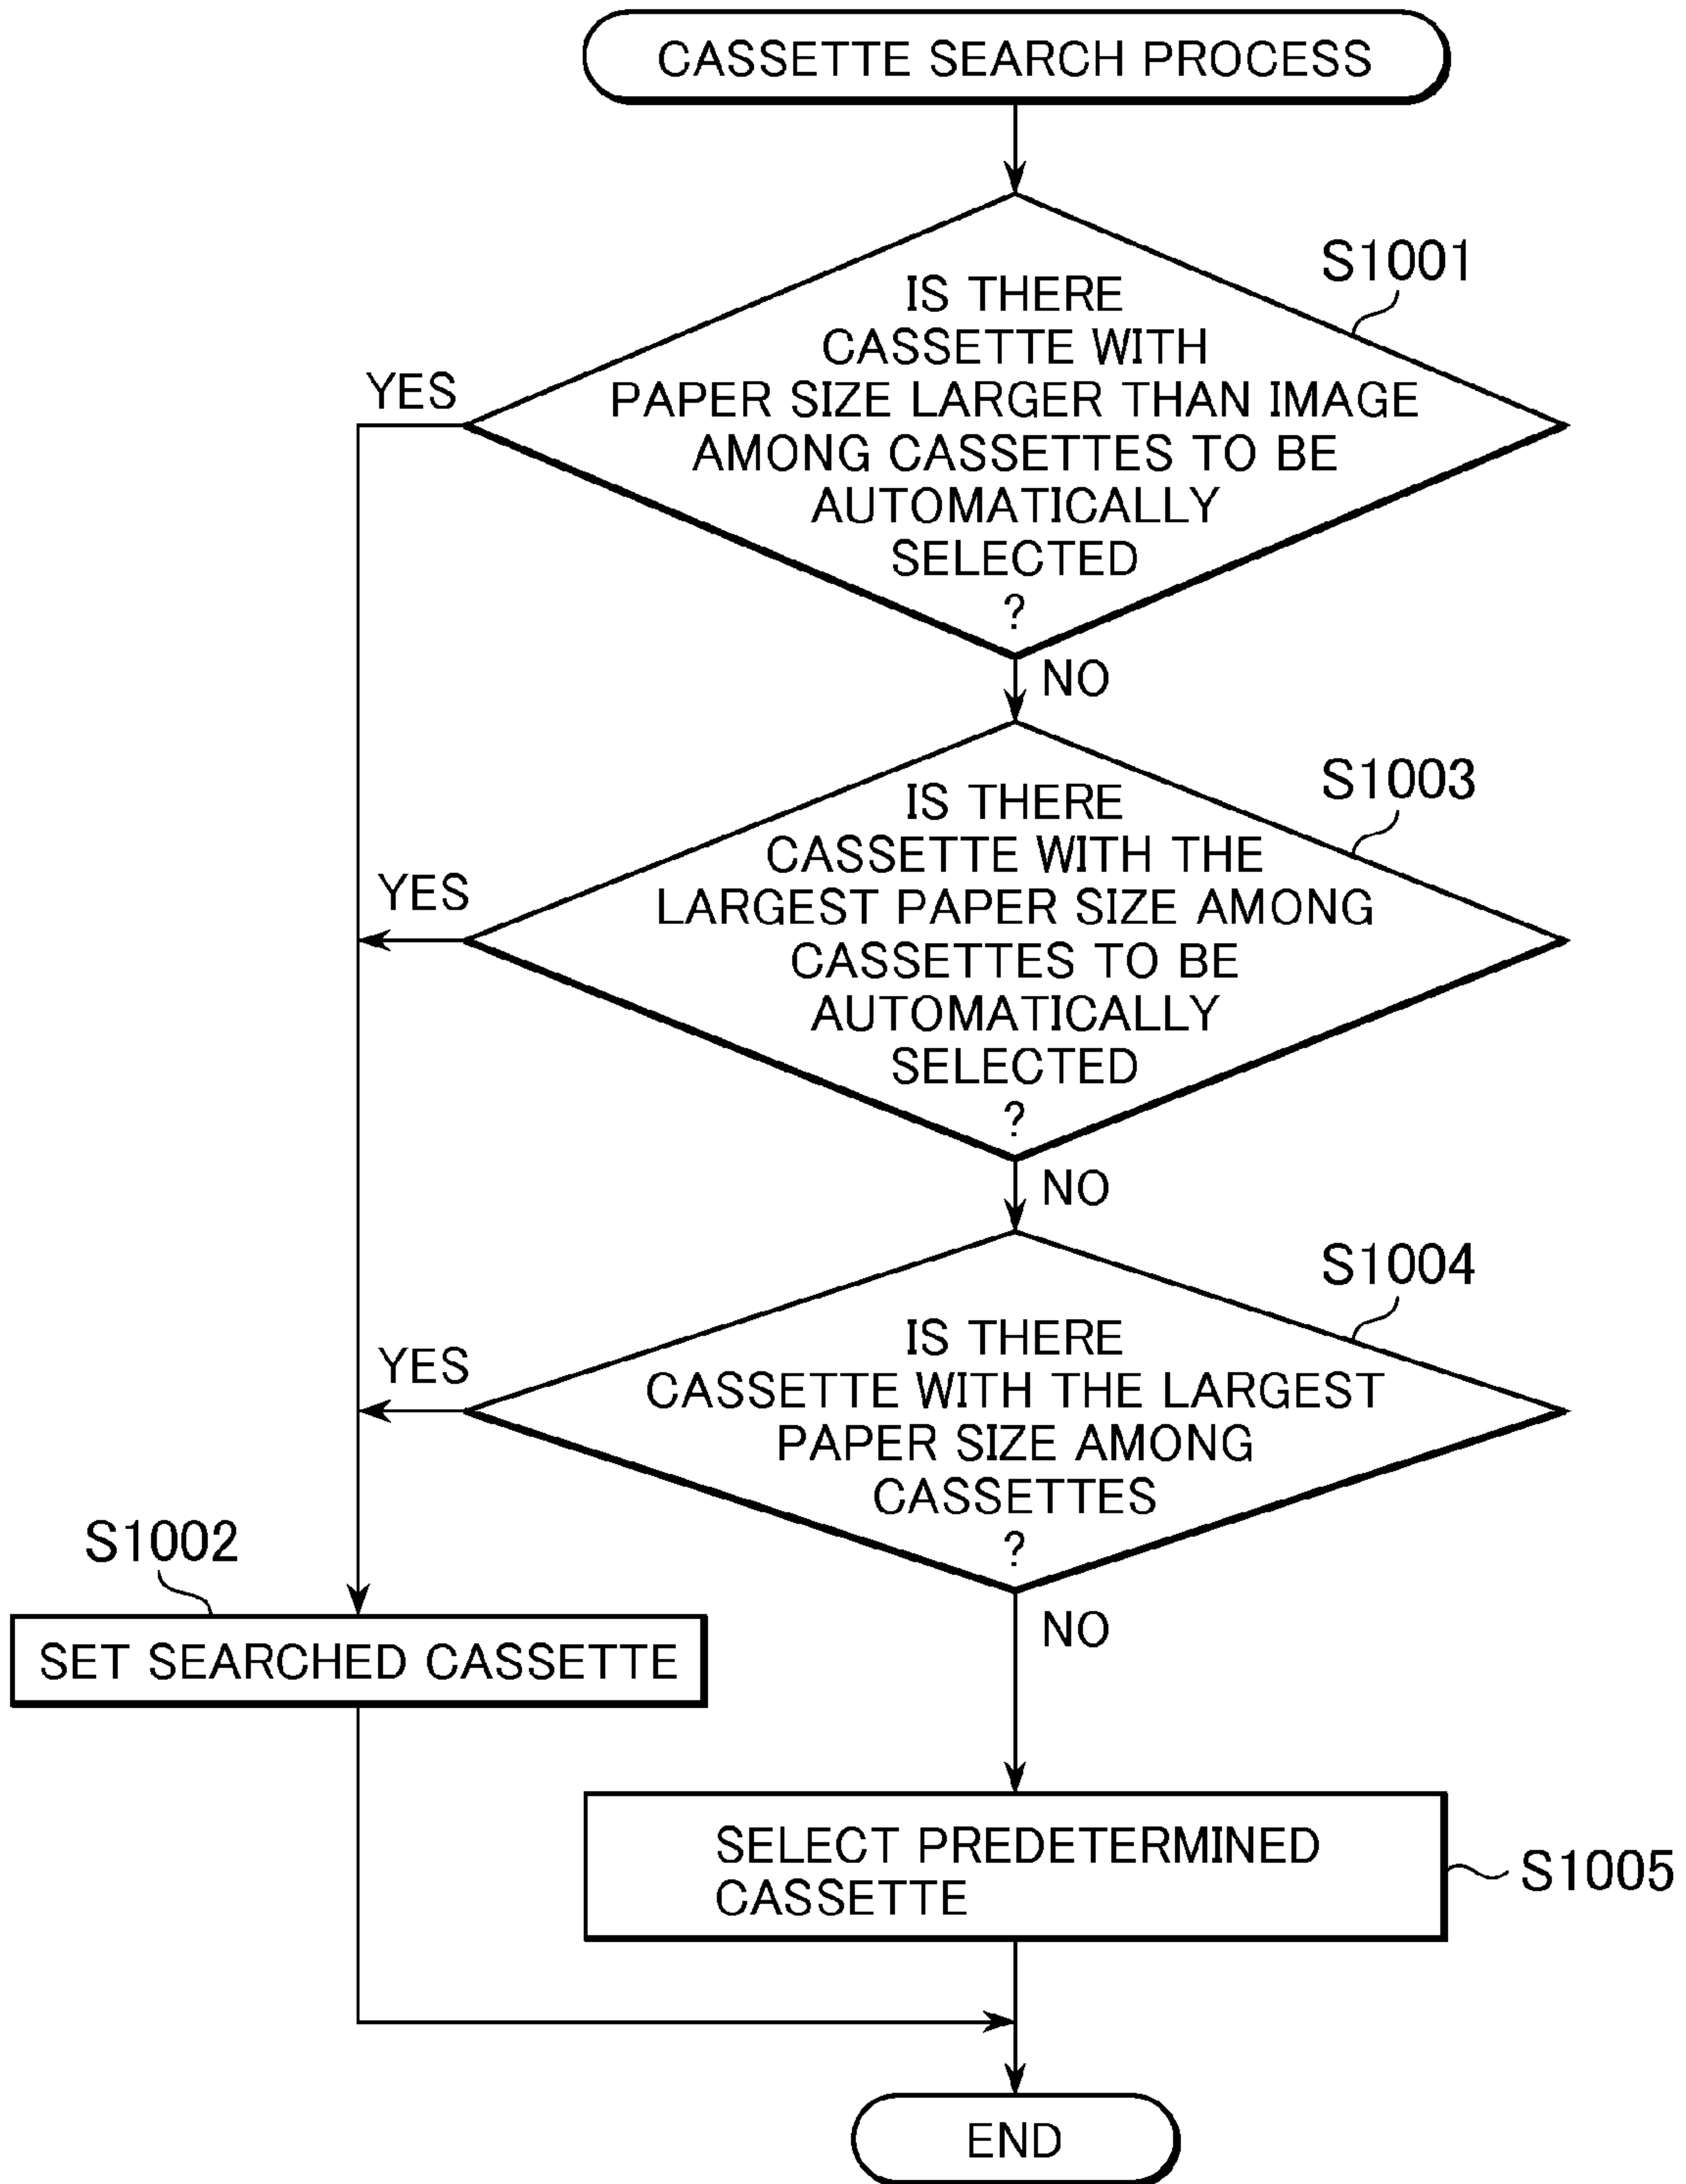 CASSETTE SEARCH PROCESS
S1001
IS THERE
CASSETTE WITH
PAPER SIZE LARGER THAN IMAGE
AMONG CASSETTES TO BE
AUTOMATICALLY
SELECTED
?
YES
NO
S1003
IS THERE
CASSETTE WITH THE
LARGEST PAPER SIZE AMONG
CASSETTES TO BE
AUTOMATICALLY
SELECTED
?
YES
NO
S1004
IS THERE
CASSETTE WITH THE LARGEST
PAPER SIZE AMONG
CASSETTES
?
YES
NO
S1002
SET SEARCHED CASSETTE
SELECT PREDETERMINED
CASSETTE
S1005
END